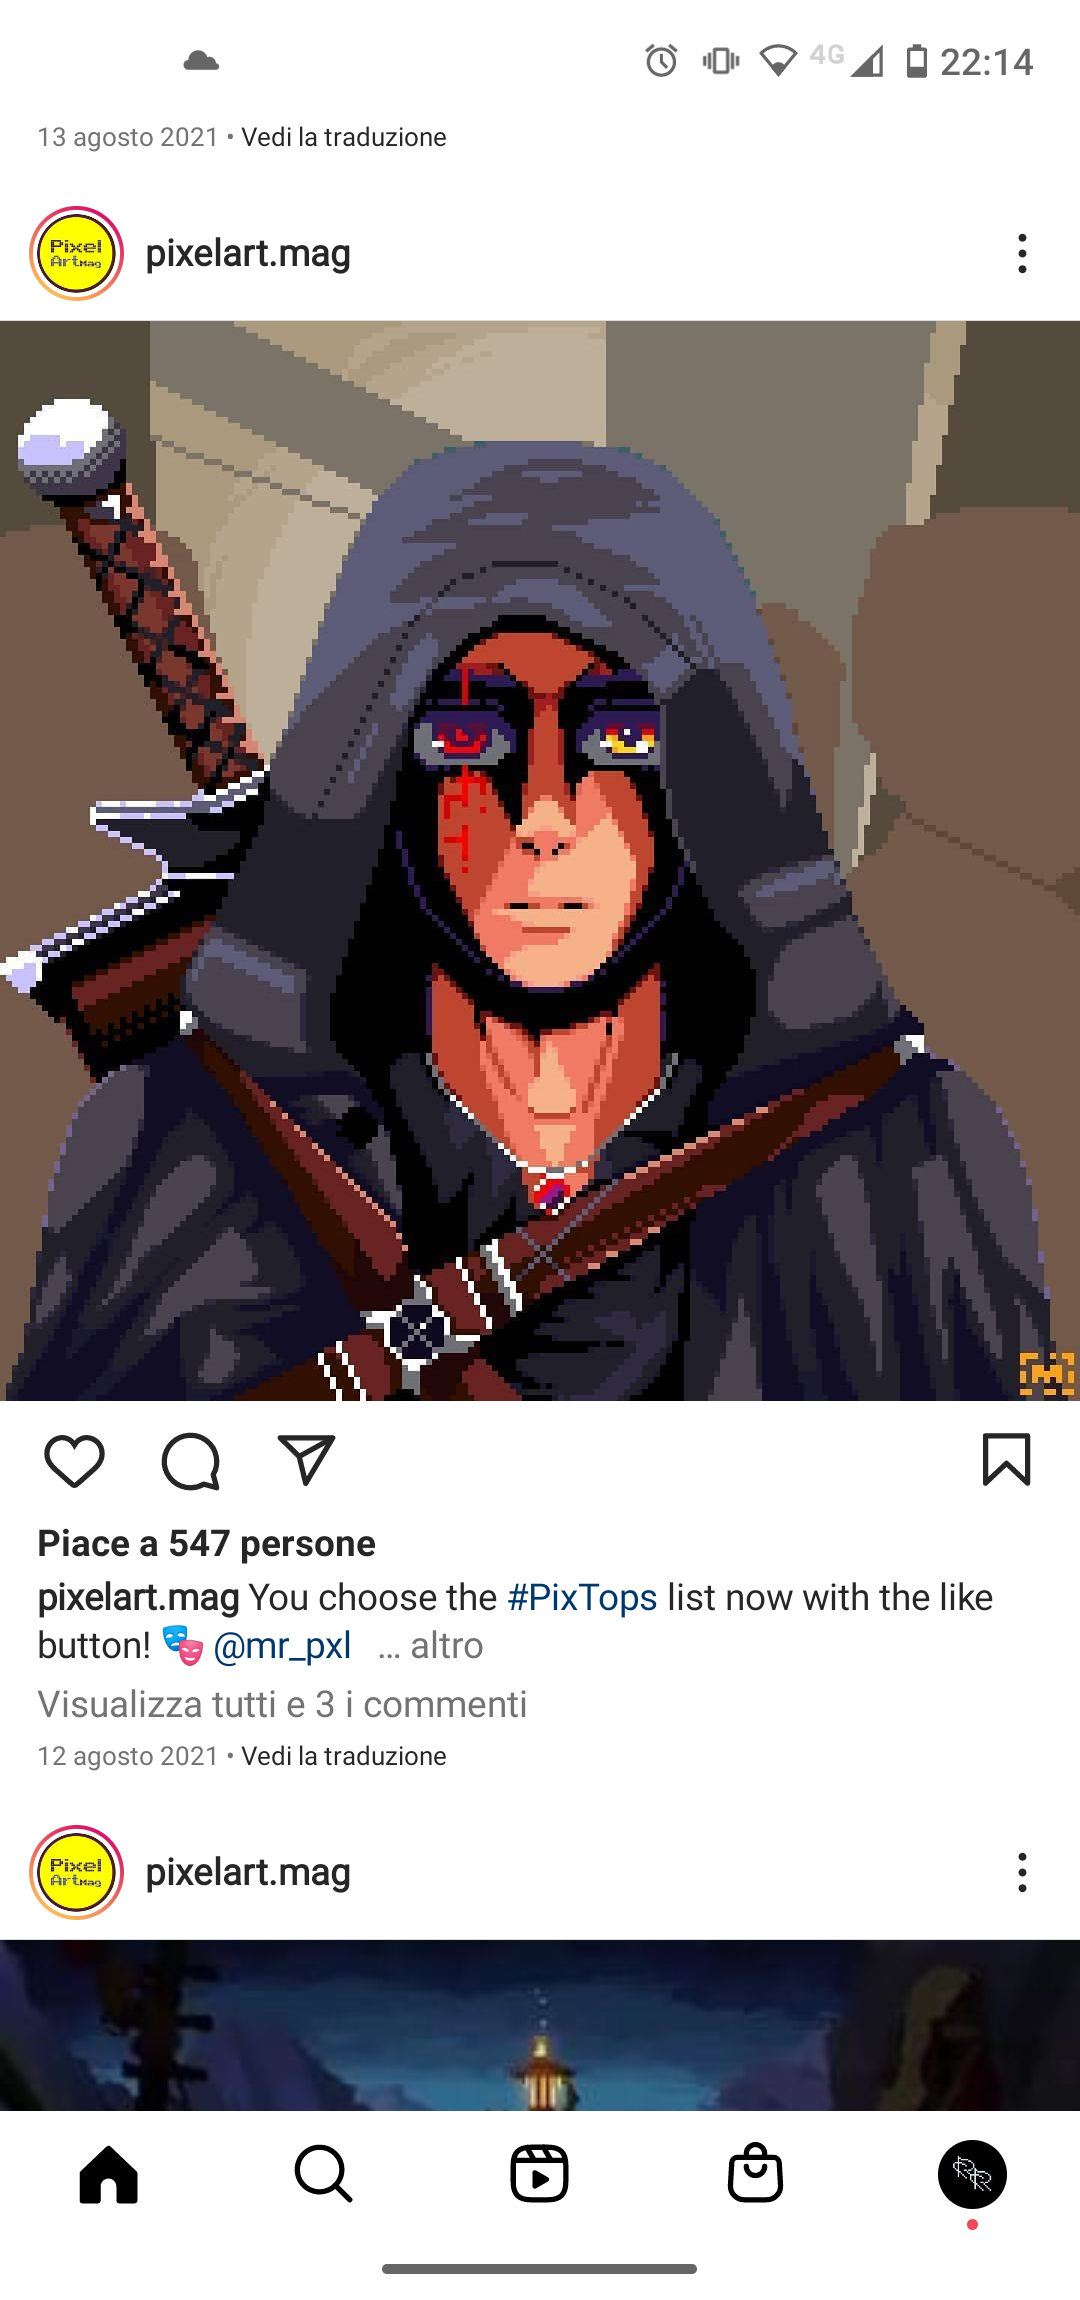 4G 22:14
13 agosto 2021 • Vedi la traduzione
Pixel
ArtMag
pixelart.mag
M
Piace a 547 persone
pixelart.mag You choose the #PixTops list now with the like
button! 🎭 @mr_pxl ... altro
Visualizza tutti e 3 i commenti
12 agosto 2021 • Vedi la traduzione
Pixel
ArtMag
pixelart.mag